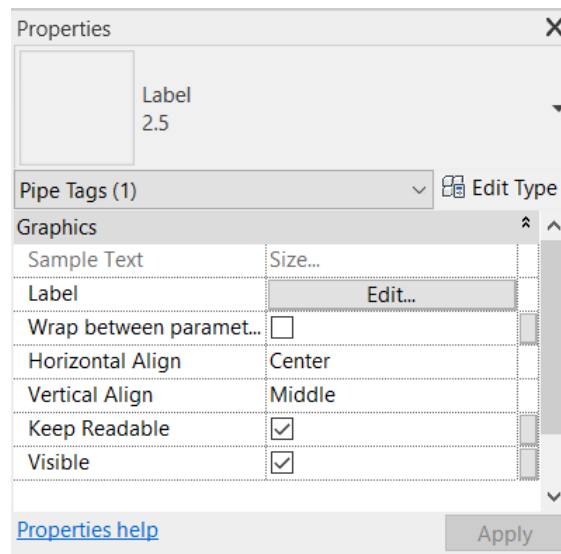 Properties
Label
2.5
Pipe Tags (1)
Edit Type
Graphics
Sample Text Size...
Label Edit...
Wrap between paramet...
Horizontal Align Center
Vertical Align Middle
Keep Readable
Visible
Properties help
Apply